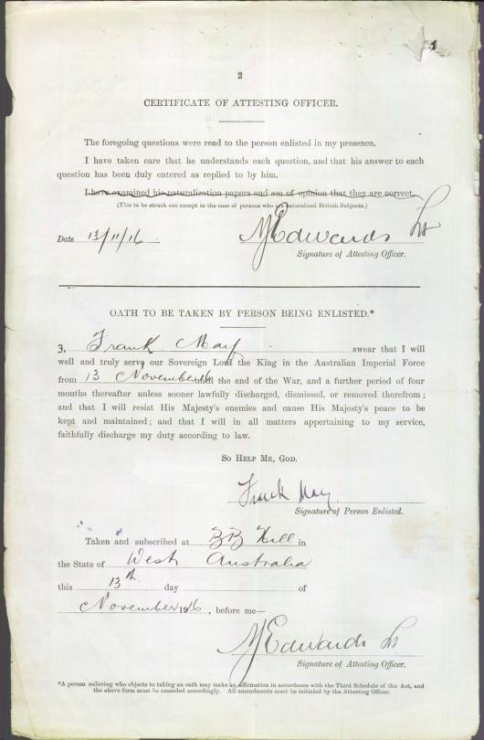 2
CERTIFICATE OF ATTESTING OFFICER.
The foregoing questions were read to the person enlisted in my presence.
I have taken care that he understands each question, and that his answer to each
question has been duly entered as replied to by him.
I have examined his naturalization papers and am of opinion that they are correct.
(This to be struck out except in the case of persons who are naturalized British Subjects.)
Date 13/11/16. Edwards Lt
Signature of Attesting Officer.
OATH TO BE TAKEN BY PERSON BEING ENLISTED.*
I, Frank May swear that I will
well and truly serve our Sovereign Lord the King in the Australian Imperial Force
from 13 November until the end of the War, and a further period of four
months thereafter unless sooner lawfully discharged, dismissed, or removed therefrom;
and that I will resist His Majesty's enemies and cause His Majesty's peace to be
kept and maintained; and that I will in all matters appertaining to my service,
faithfully discharge my duty according to law.
SO HELP ME, GOD.
Frank May
Signature of Person Enlisted.
Taken and subscribed at BB Hill in
the State of West Australia
this 13th day of
November 1916, before me—
Edwards Lt
Signature of Attesting Officer.
*A person enlisting who objects to taking an oath may make an affirmation in accordance with the Third Schedule of the Act, and
the above form must be amended accordingly. All amendments must be initialed by the Attesting Officer.